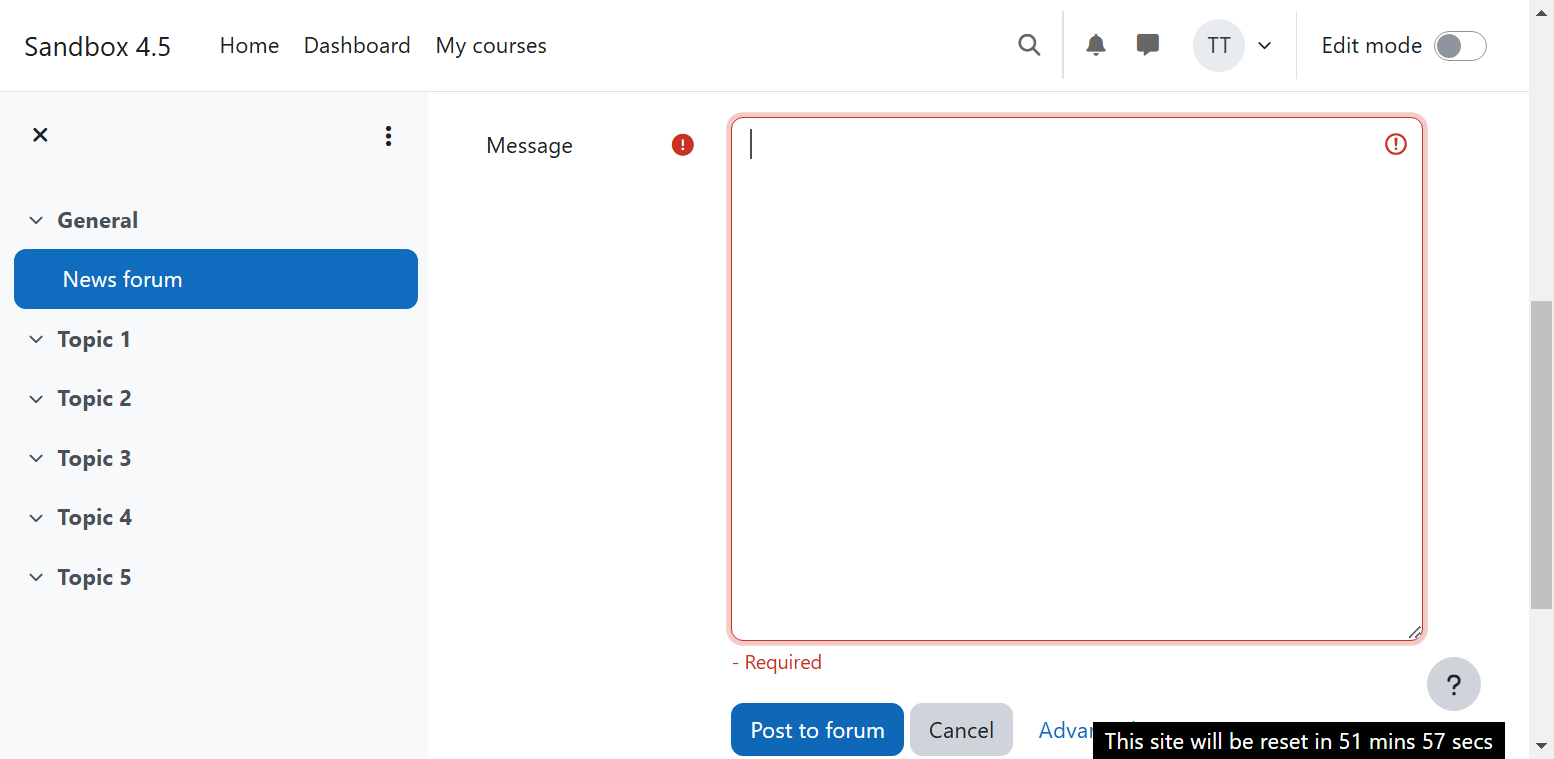 Sandbox 4.5 Home Dashboard My courses TT Edit mode
Message
General
News forum
Topic 1
Topic 2
Topic 3
Topic 4
Topic 5
- Required
?
Post to forum Cancel
This site will be reset in 51 mins 57 secs